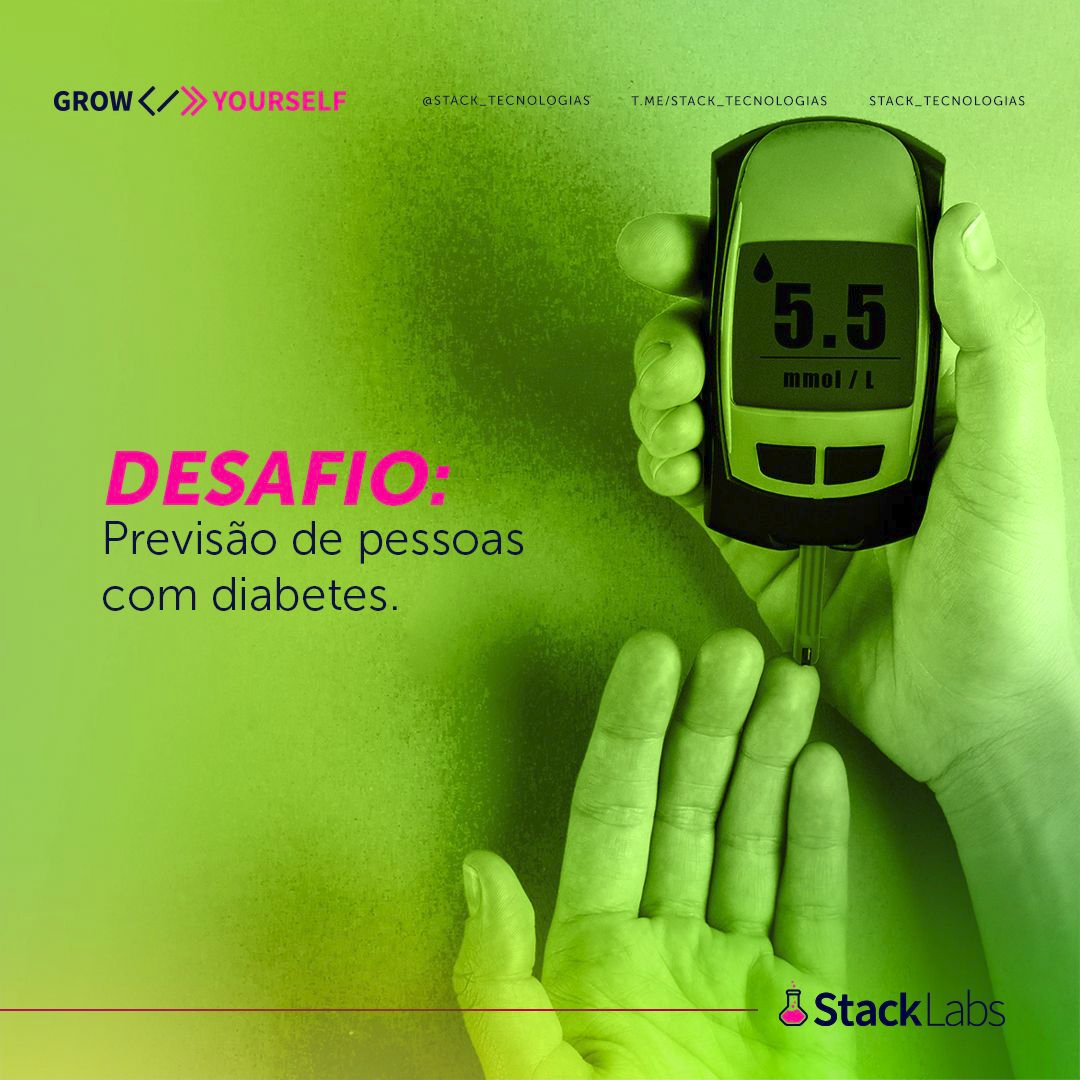 GROW </>> YOURSELF
@STACK_TECNOLOGIAS
T.ME/STACK_TECNOLOGIAS
STACK_TECNOLOGIAS
5.5
mmol / L
DESAFIO:
Previsão de pessoas
com diabetes.
StackLabs